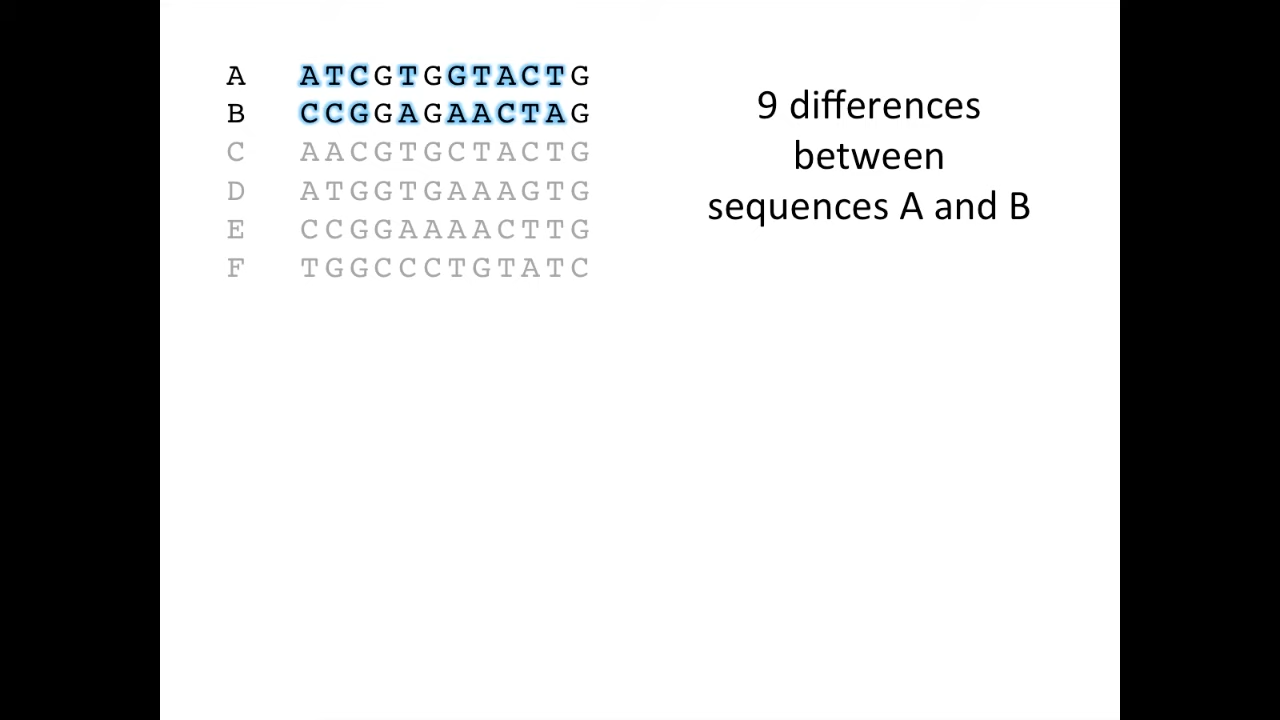 A ATCGTGGTACTG
B CCGGAGAACTAG
C AACGTGCTACTG
D ATGGTGAAAGTG
E CCGGAAAACTTG
F TGGCCCTGTATC
9 differences
between
sequences A and B